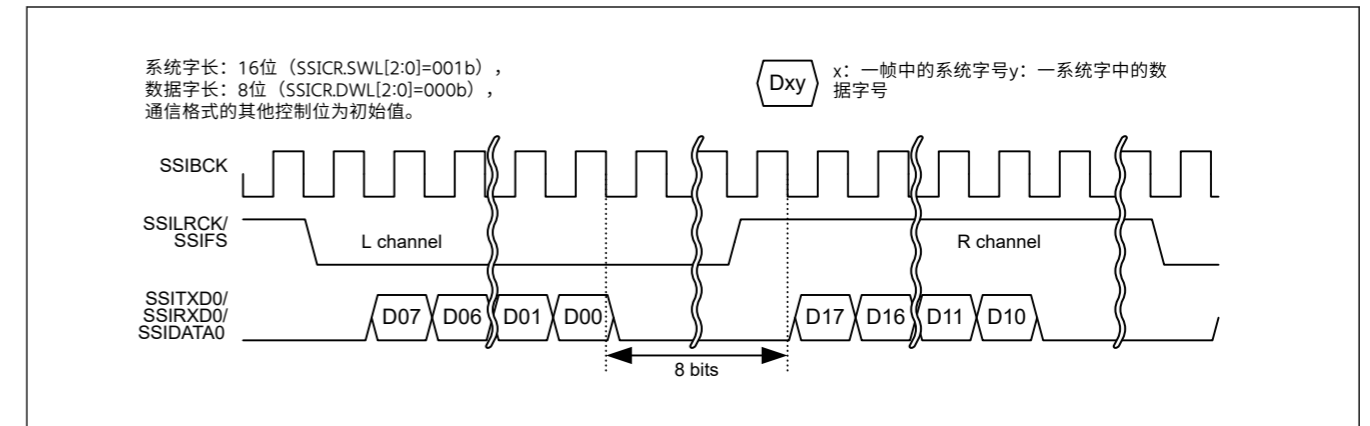 系统字长：16位（SSICR.SWL[2:0]=001b），
数据字长：8位（SSICR.DWL[2:0]=000b），
通信格式的其他控制位为初始值。
Dxy
x：一帧中的系统字号y：一系统字中的数
据字号
SSIBCK
SSILRCK/
SSIFS
L channel
R channel
SSITXD0/
SSIRXD0/
SSIDATA0
D07 D06 D01 D00 D17 D16 D11 D10
8 bits